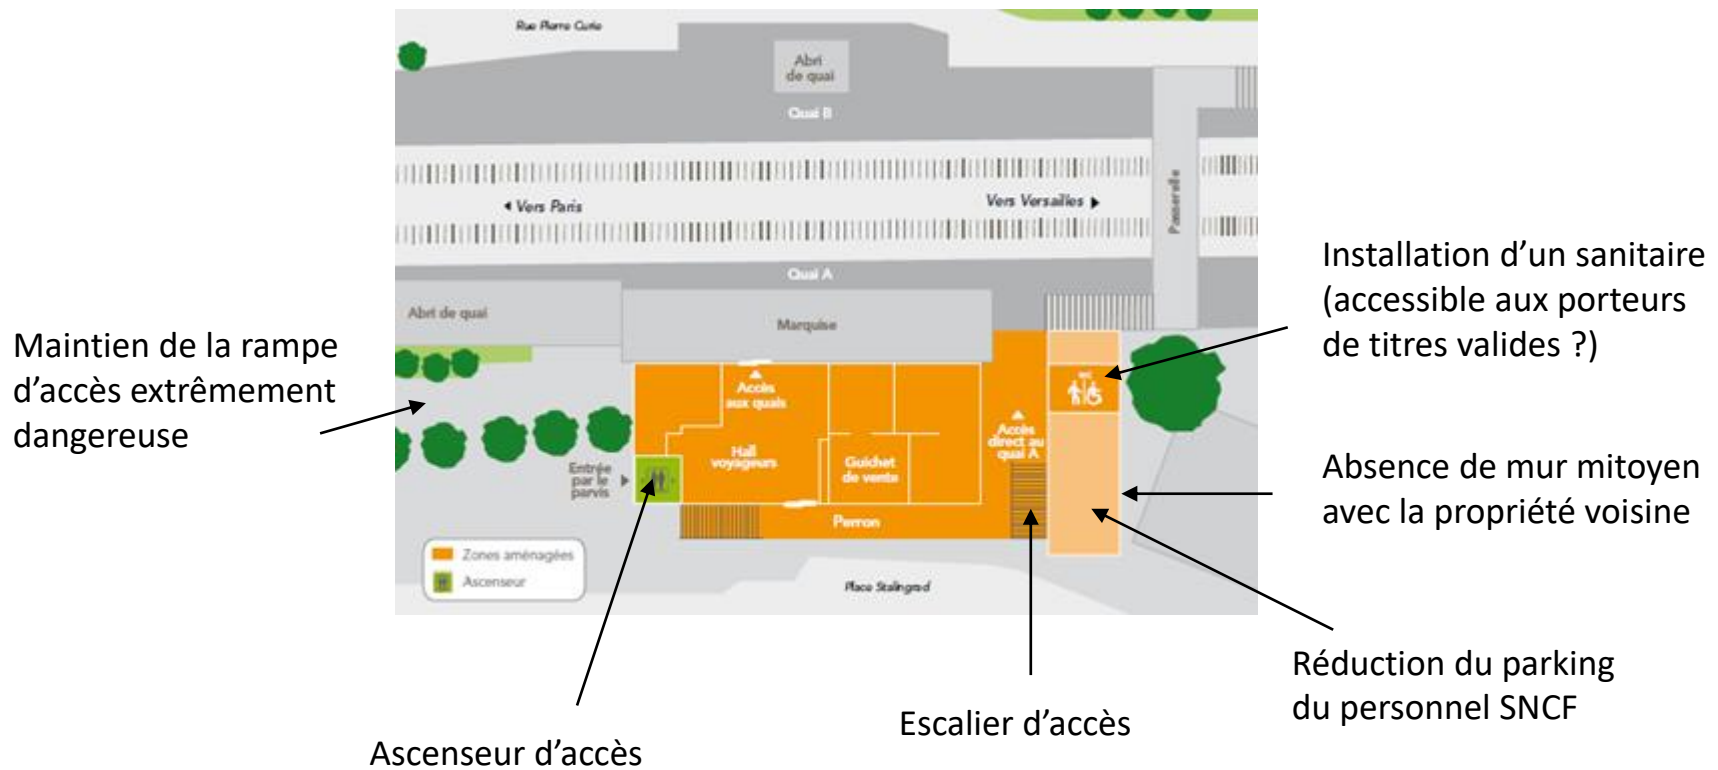 Rue Pierre Curie
Abri
de quai
Quai B
Vers Paris
Vers Versailles
Passerelle
Quai A
Abri de quai
Marquise
Accès
aux quais
Hall
voyageurs
Guichet
de vente
Accès
direct au
quai A
Entrée
par le
parvis
Perron
Zones aménagées
Ascenseur
Place Stalingrad
Maintien de la rampe
d’accès extrêmement
dangereuse
Installation d’un sanitaire
(accessible aux porteurs
de titres valides ?)
Absence de mur mitoyen
avec la propriété voisine
Réduction du parking
du personnel SNCF
Escalier d’accès
Ascenseur d’accès